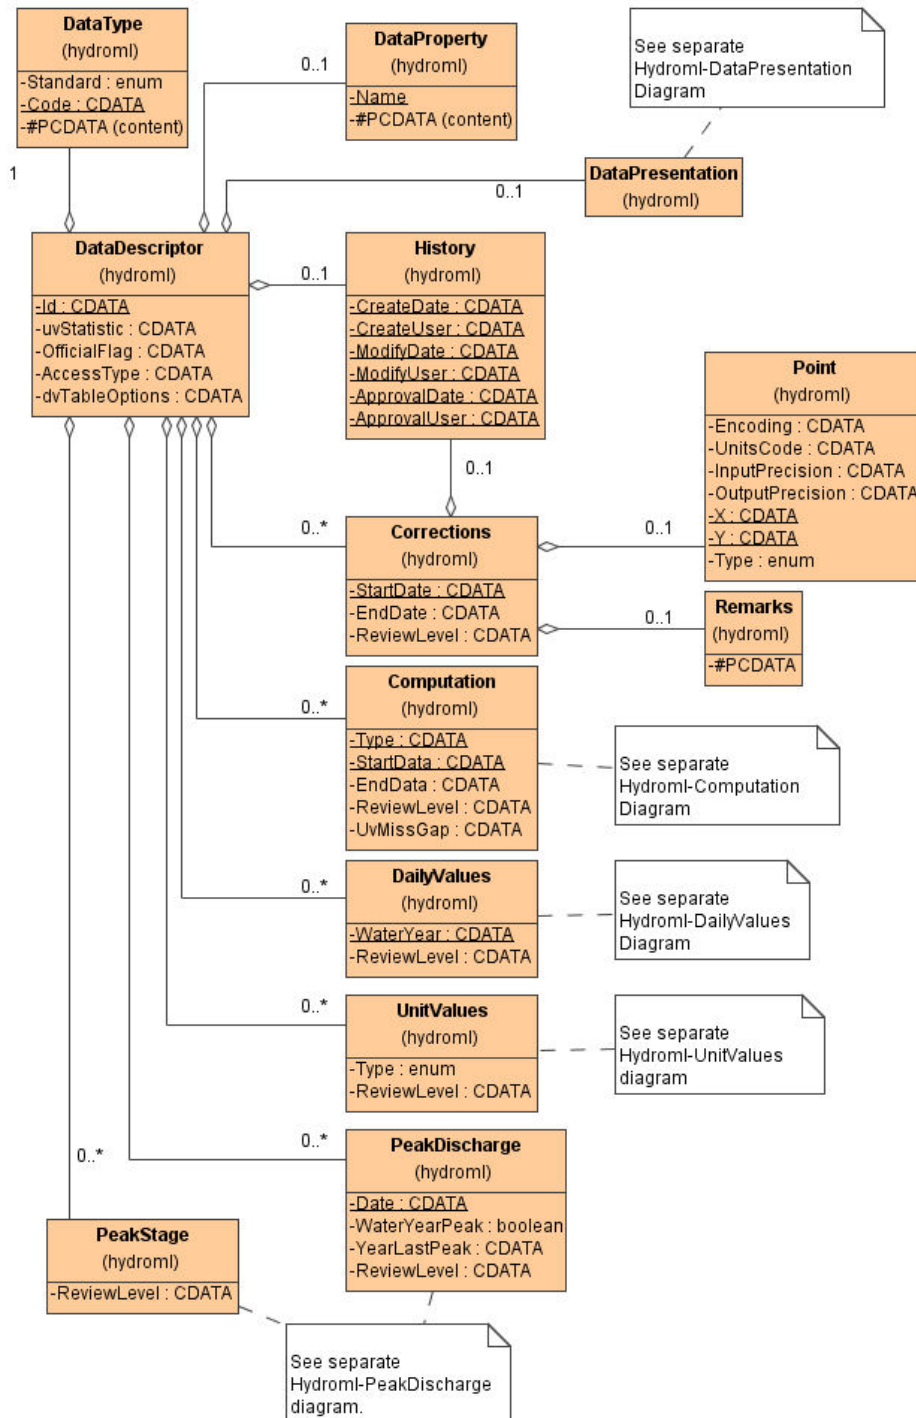 DataType
(hydroml)
-Standard : enum
-Code : CDATA
-#PCDATA (content)
1
DataProperty
(hydroml)
-Name
-#PCDATA (content)
0..1
See separate
Hydroml-DataPresentation
Diagram
DataPresentation
(hydroml)
0..1
DataDescriptor
(hydroml)
-Id : CDATA
-uvStatistic : CDATA
-OfficialFlag : CDATA
-AccessType : CDATA
-dvTableOptions : CDATA
0..1
History
(hydroml)
-CreateDate : CDATA
-CreateUser : CDATA
-ModifyDate : CDATA
-ModifyUser : CDATA
-ApprovalDate : CDATA
-ApprovalUser : CDATA
0..1
Point
(hydroml)
-Encoding : CDATA
-UnitsCode : CDATA
-InputPrecision : CDATA
-OutputPrecision : CDATA
-X : CDATA
-Y : CDATA
-Type : enum
0..*
Corrections
(hydroml)
-StartDate : CDATA
-EndDate : CDATA
-ReviewLevel : CDATA
0..1
0..1
Remarks
(hydroml)
-#PCDATA
0..*
Computation
(hydroml)
-Type : CDATA
-StartData : CDATA
-EndData : CDATA
-ReviewLevel : CDATA
-UvMissGap : CDATA
See separate
Hydroml-Computation
Diagram
0..*
DailyValues
(hydroml)
-WaterYear : CDATA
-ReviewLevel : CDATA
See separate
Hydroml-DailyValues
Diagram
0..*
UnitValues
(hydroml)
-Type : enum
-ReviewLevel : CDATA
See separate
Hydroml-UnitValues
diagram
0..*
PeakDischarge
(hydroml)
-Date : CDATA
-WaterYearPeak : boolean
-YearLastPeak : CDATA
-ReviewLevel : CDATA
0..*
PeakStage
(hydroml)
-ReviewLevel : CDATA
See separate
Hydroml-PeakDischarge
diagram.